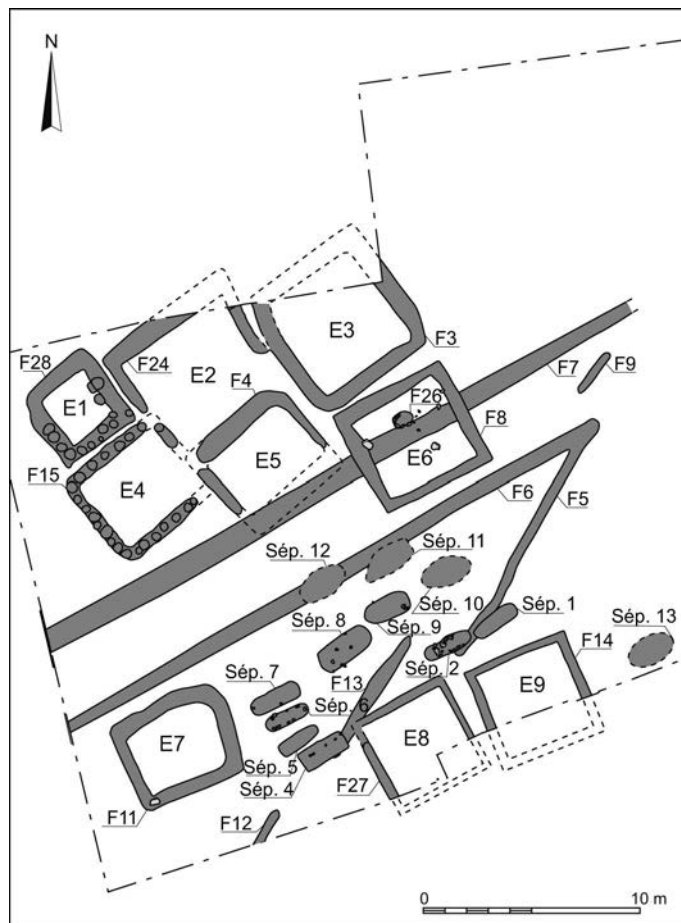 N
E3
F3
F28
F24
E2
F7
F9
E1
F4
F26
F8
E5
E6
F15
E4
F6
F5
Sép. 12
Sép. 11
Sép. 10
Sép. 1
Sép. 8
Sép. 9
Sép. 13
F14
Sép. 2
Sép. 7
F13
E9
Sép. 6
E7
E8
Sép. 5
Sép. 4
F27
F11
F12
0
10 m